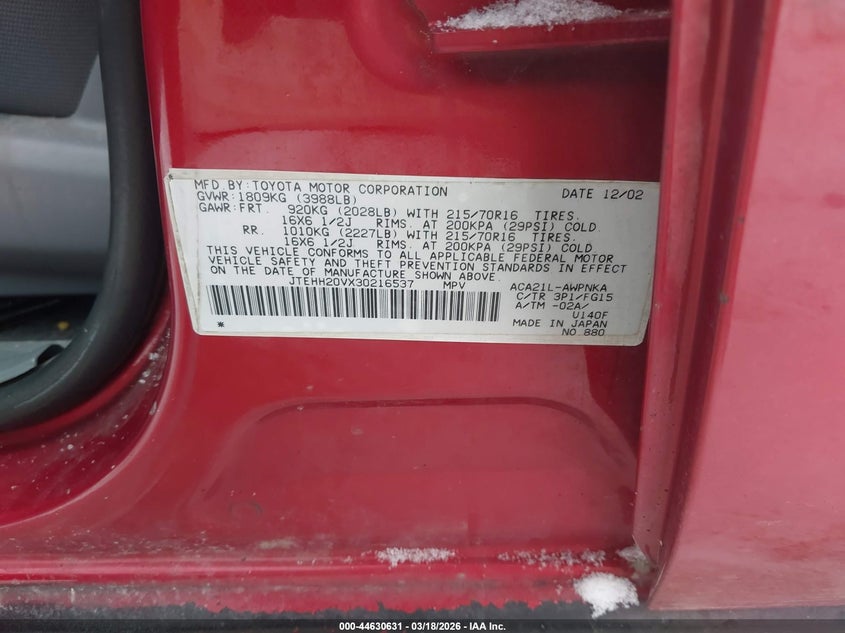 MFD BY: TOYOTA MOTOR CORPORATION DATE 12/02
GVWR: 1809KG (3988LB)
GAWR: FRT. 920KG (2028LB) WITH 215/70R16 TIRES.
16X6 1/2J RIMS. AT 200KPA (29PSI) COLD.
RR. 1010KG (2227LB) WITH 215/70R16 TIRES.
16X6 1/2J RIMS. AT 200KPA (29PSI) COLD
THIS VEHICLE CONFORMS TO ALL APPLICABLE FEDERAL MOTOR
VEHICLE SAFETY AND THEFT PREVENTION STANDARDS IN EFFECT
ON THE DATE OF MANUFACTURE SHOWN ABOVE.
JTEHH20VX30216537 MPV ACA21L-AWPNKA
C/TR 3P1/FG15
A/TM -02A/
U140F
* MADE IN JAPAN
NO.880
000-44630631 - 03/18/2026 - IAA Inc.